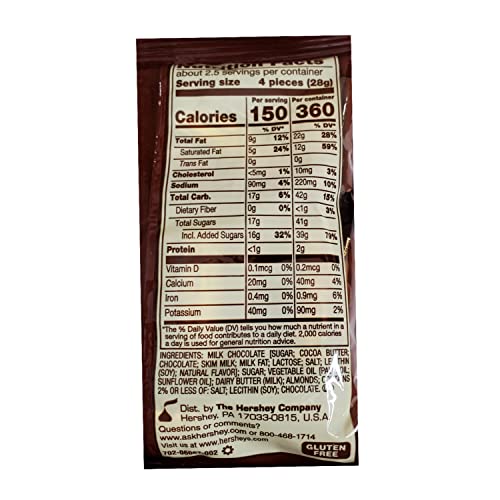 Nutrition Facts
about 2.5 servings per container
Serving size 4 pieces (28g)
Per serving Per container
Calories 150 360
% DV* % DV*
Total Fat 9g 12% 22g 28%
Saturated Fat 5g 24% 12g 59%
Trans Fat 0g 0g
Cholesterol <5mg 1% 10mg 3%
Sodium 90mg 4% 220mg 10%
Total Carb. 17g 6% 42g 15%
Dietary Fiber 0g 0% <1g 3%
Total Sugars 17g 41g
Incl. Added Sugars 16g 32% 39g 79%
Protein <1g 2g
Vitamin D 0.1mcg 0% 0.2mcg 0%
Calcium 20mg 0% 40mg 4%
Iron 0.4mg 0% 0.9mg 6%
Potassium 40mg 0% 90mg 2%
*The % Daily Value (DV) tells you how much a nutrient in a
serving of food contributes to a daily diet. 2,000 calories
a day is used for general nutrition advice.
INGREDIENTS: MILK CHOCOLATE [SUGAR; COCOA BUTTER;
CHOCOLATE; SKIM MILK; MILK FAT; LACTOSE; SALT; LECITHIN
(SOY); NATURAL FLAVOR]; SUGAR; VEGETABLE OIL [
SUNFLOWER OIL]; DAIRY BUTTER (MILK); ALMONDS;
2% OR LESS OF: SALT; LECITHIN (SOY); CHOCOLATE.
Dist. by The Hershey Company
Hershey, PA 17033-0815, U.S.A.
Questions or comments?
www.askhershey.com or 800-468-1714
Visit us at www.hersheys.com
GLUTEN
FREE